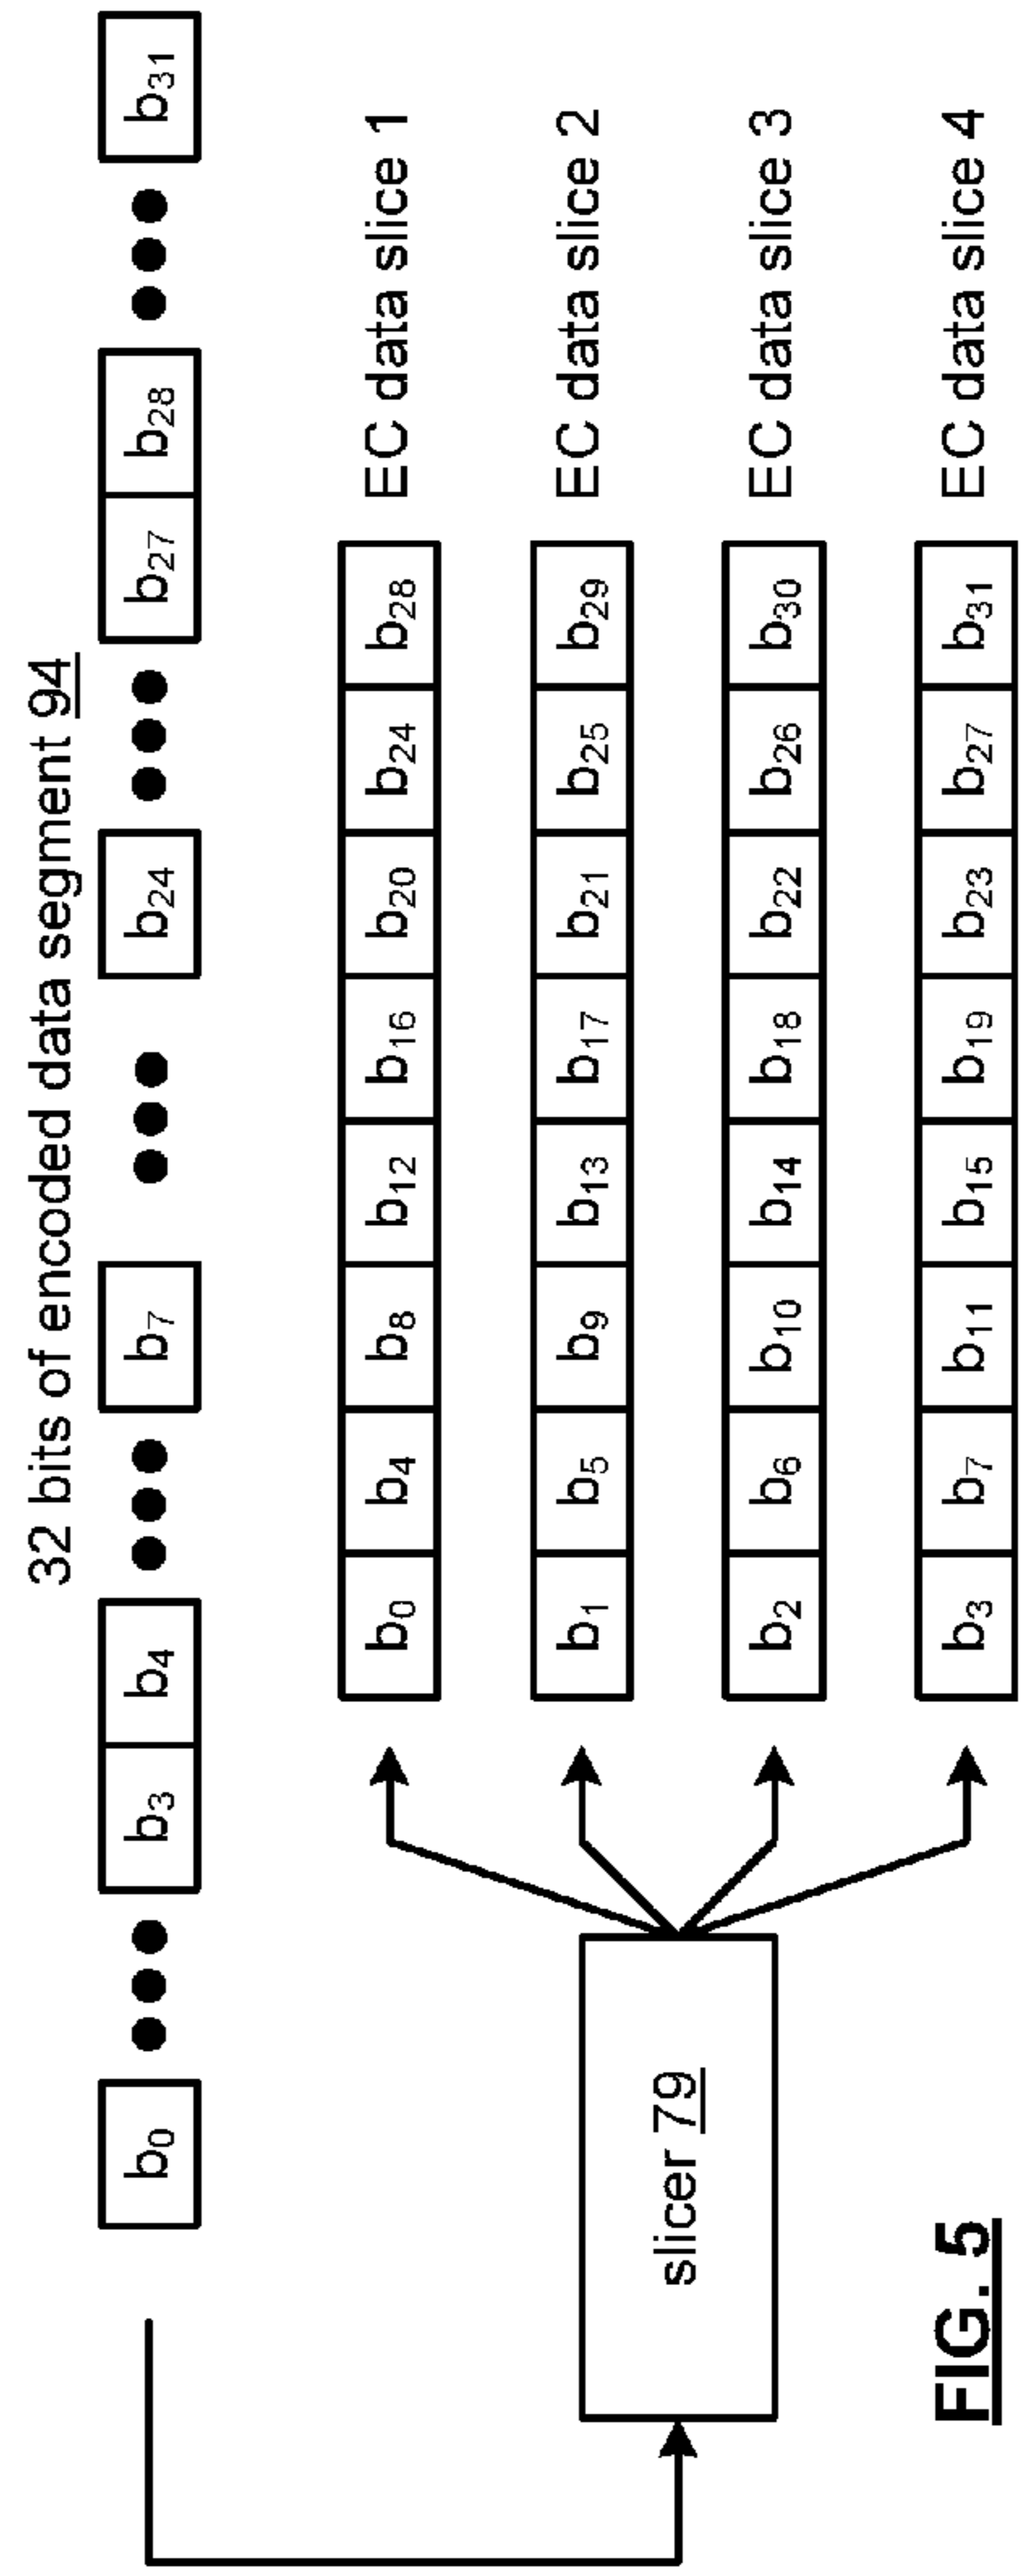 32 bits of encoded data segment 94
b0 ••• b3 b4 ••• b7 ••• b24 ••• b27 b28 ••• b31
b0 b4 b8 b12 b16 b20 b24 b28 EC data slice 1
b1 b5 b9 b13 b17 b21 b25 b29 EC data slice 2
slicer 79
b2 b6 b10 b14 b18 b22 b26 b30 EC data slice 3
b3 b7 b11 b15 b19 b23 b27 b31 EC data slice 4
FIG. 5